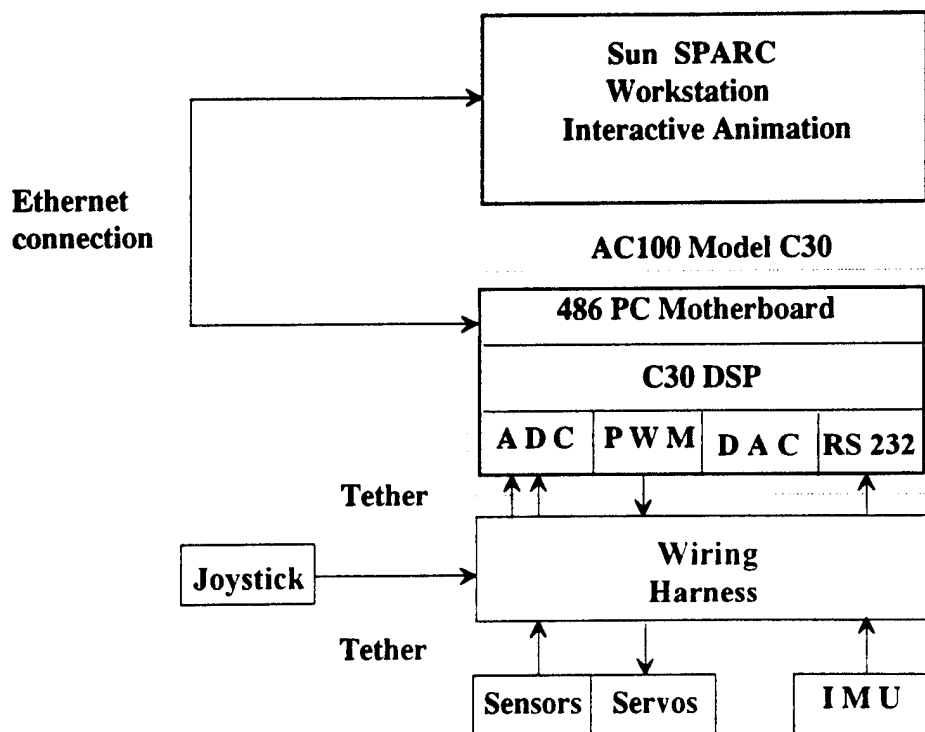 Sun SPARC
Workstation
Interactive Animation
Ethernet
connection
AC100 Model C30
486 PC Motherboard
C30 DSP
A D C P W M D A C RS 232
Tether
Wiring
Harness
Joystick
Tether
Sensors Servos I M U